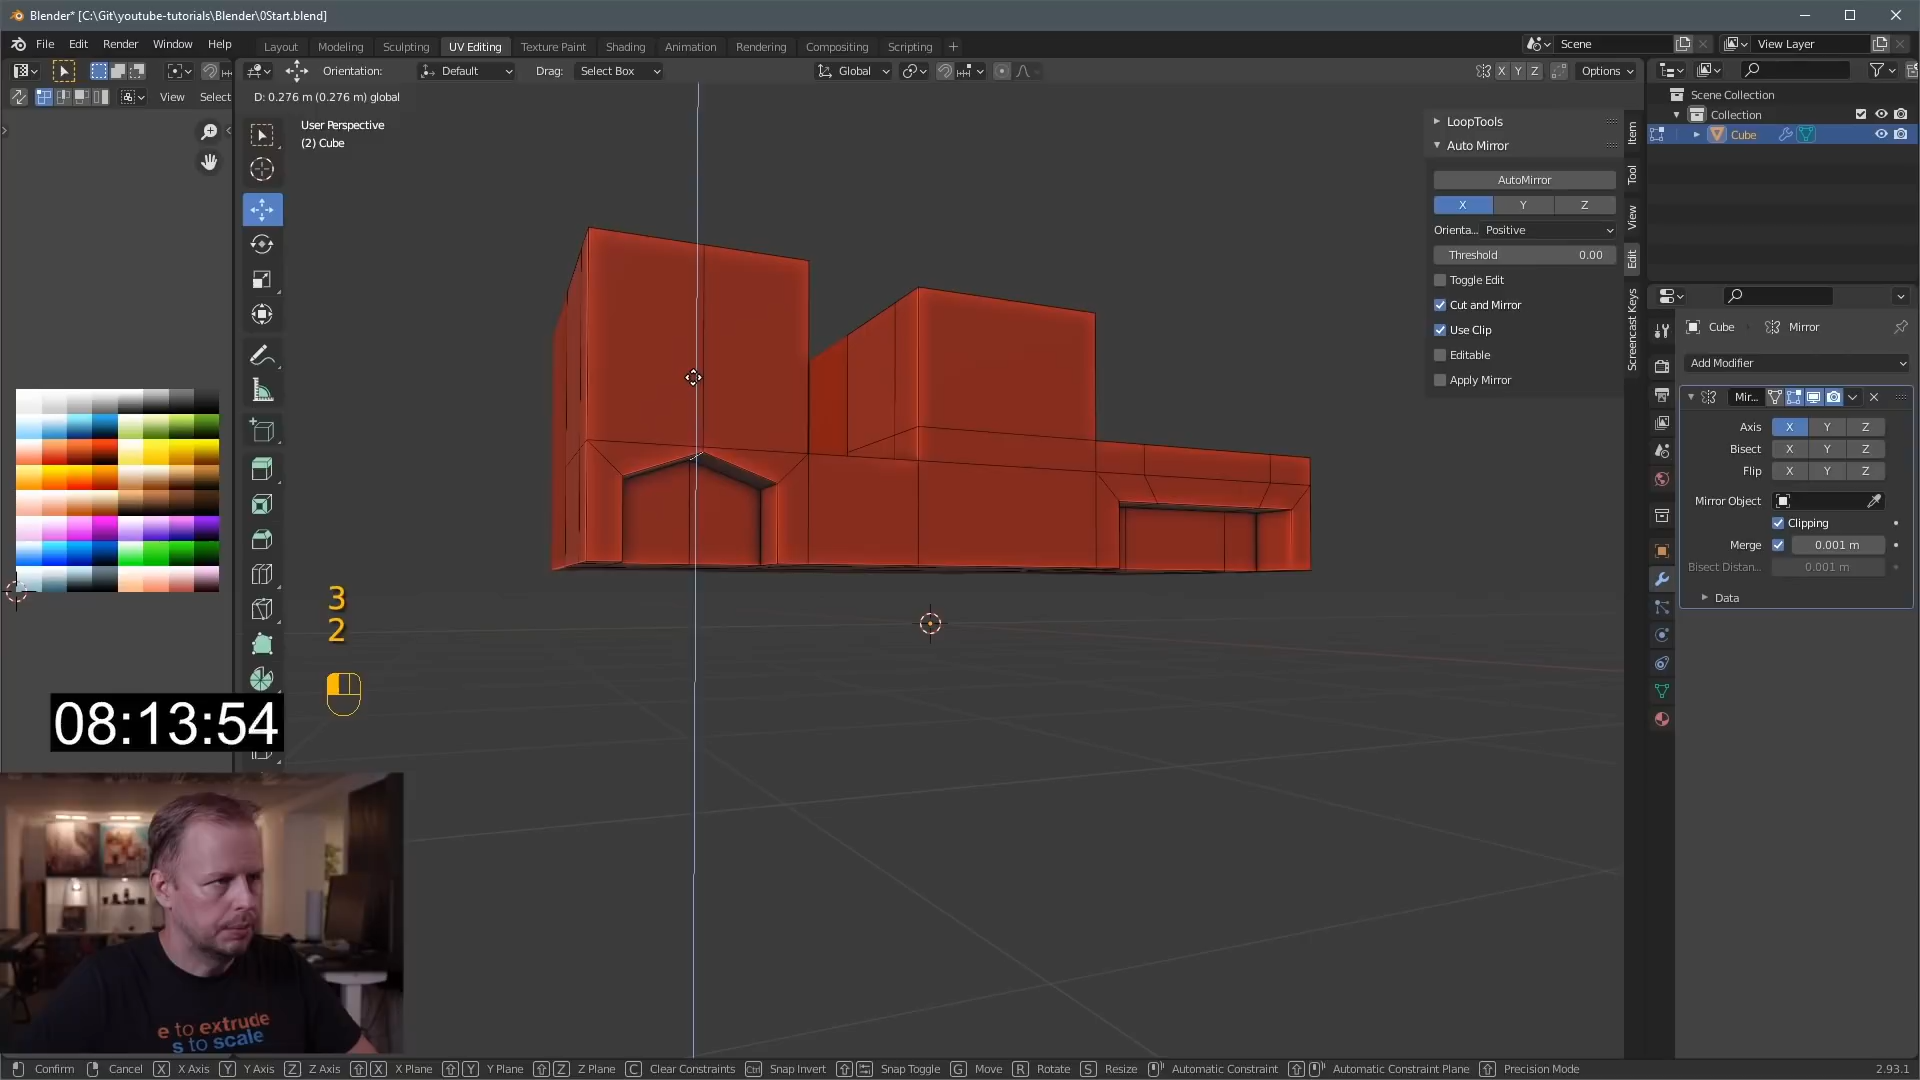 Blender* [C:\Git\youtube-tutorials\Blender\0Start.blend]
File Edit Render Window Help
Layout Modeling Sculpting UV Editing Texture Paint Shading Animation Rendering Compositing Scripting +
Scene
View Layer
Orientation: Default Drag: Select Box
Global
X Y Z
Options
View Select
D: 0.276 m (0.276 m) global
User Perspective
(2) Cube
LoopTools
Auto Mirror
AutoMirror
X Y Z
Orienta... Positive
Threshold 0.00
Toggle Edit
Cut and Mirror
Use Clip
Editable
Apply Mirror
Item
Tool
View
Edit
Screencast Keys
Scene Collection
Collection
Cube
Cube Mirror
Add Modifier
Mir...
Axis X Y Z
Bisect X Y Z
Flip X Y Z
Mirror Object
Clipping
Merge 0.001 m
Bisect Distan... 0.001 m
Data
3
2
08:13:54
e to extrude
s to scale
Confirm Cancel X X Axis Y Y Axis Z Z Axis X X Plane Y Y Plane Z Z Plane C Clear Constraints Ctrl Snap Invert Snap Toggle G Move R Rotate S Resize Automatic Constraint Automatic Constraint Plane Precision Mode
2.93.1